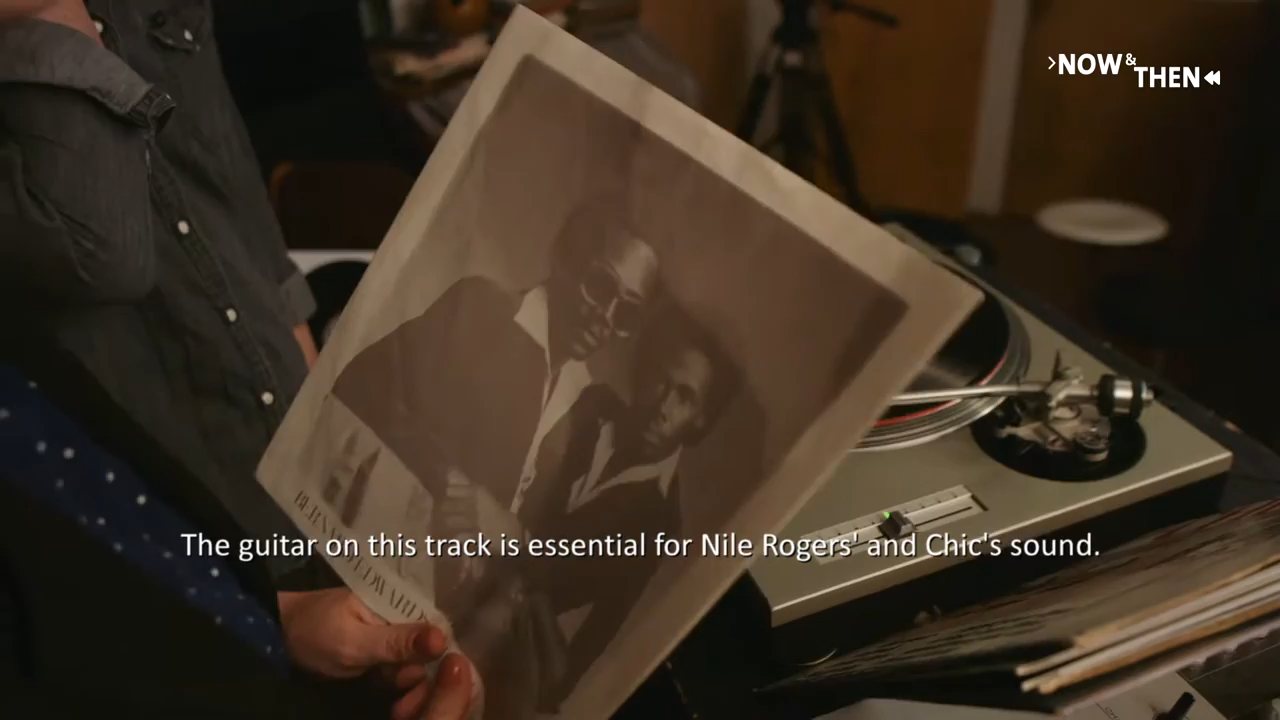 >NOW&
THEN
The guitar on this track is essential for Nile Rogers' and Chic's sound.